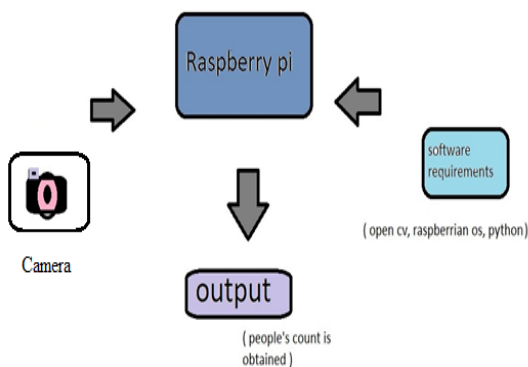 Raspberry pi
software
requirements
( open cv, raspberrian os, python)
Camera
output
( people's count is
obtained )